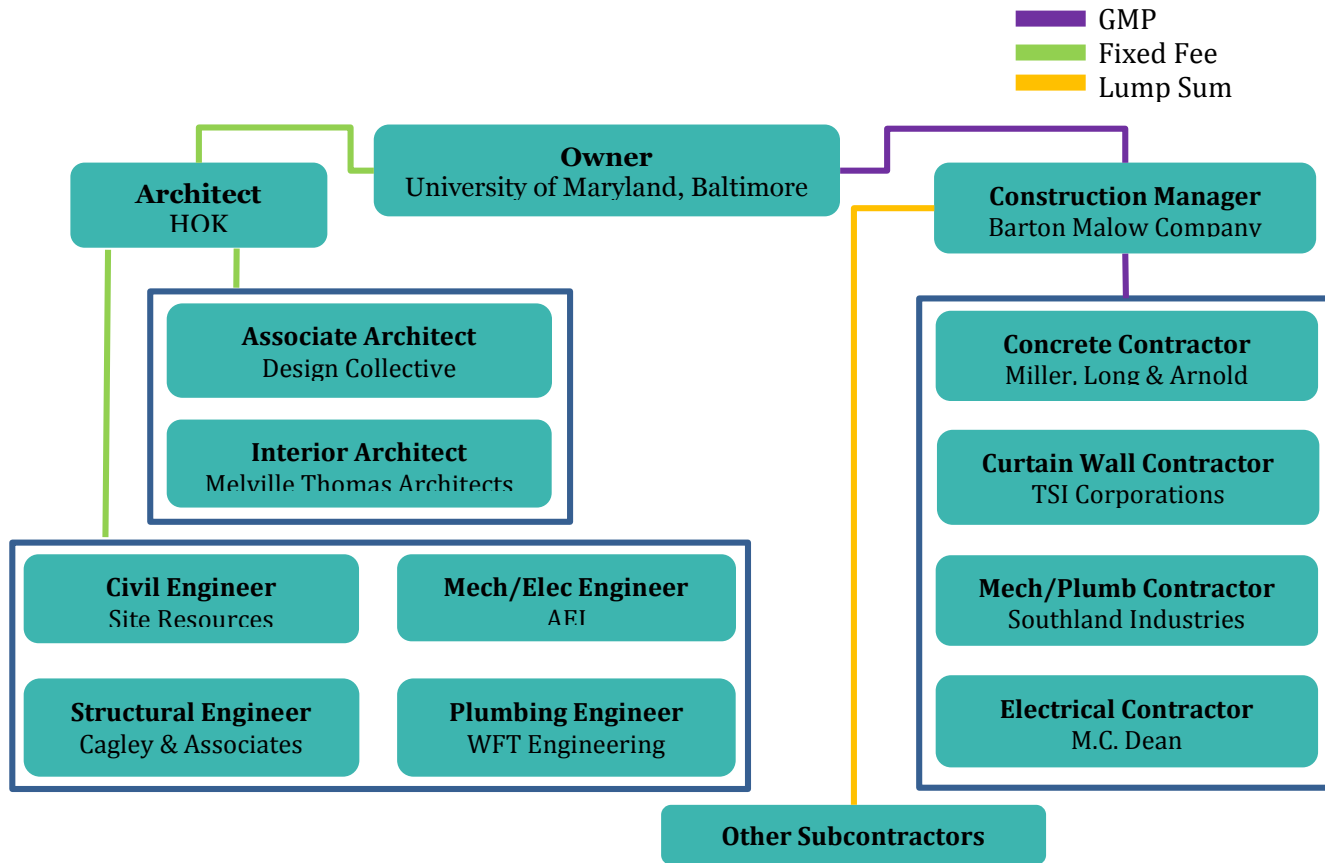 GMP
Fixed Fee
Lump Sum
Owner
University of Maryland, Baltimore
Architect
HOK
Construction Manager
Barton Malow Company
Associate Architect
Design Collective
Interior Architect
Melville Thomas Architects
Civil Engineer
Site Resources
Mech/Elec Engineer
AEI
Structural Engineer
Cagley & Associates
Plumbing Engineer
WFT Engineering
Concrete Contractor
Miller, Long & Arnold
Curtain Wall Contractor
TSI Corporations
Mech/Plumb Contractor
Southland Industries
Electrical Contractor
M.C. Dean
Other Subcontractors